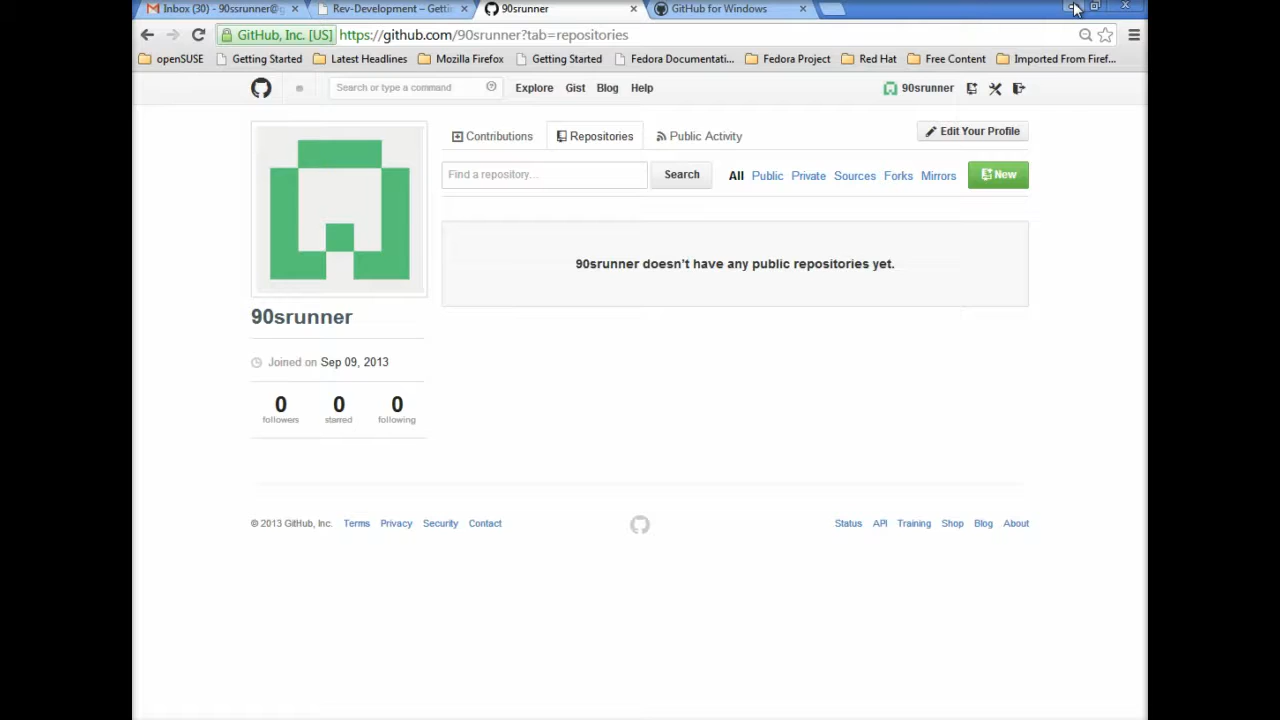 Inbox (30) - 90ssrunner@g
Rev-Development – Gettin
90srunner
GitHub for Windows
GitHub, Inc. [US] https://github.com/90srunner?tab=repositories
openSUSE Getting Started Latest Headlines Mozilla Firefox Getting Started Fedora Documentati... Fedora Project Red Hat Free Content Imported From Firef...
Search or type a command Explore Gist Blog Help 90srunner
Contributions Repositories Public Activity Edit Your Profile
Find a repository... Search All Public Private Sources Forks Mirrors New
90srunner doesn't have any public repositories yet.
90srunner
Joined on Sep 09, 2013
0 0 0
followers starred following
© 2013 GitHub, Inc. Terms Privacy Security Contact Status API Training Shop Blog About